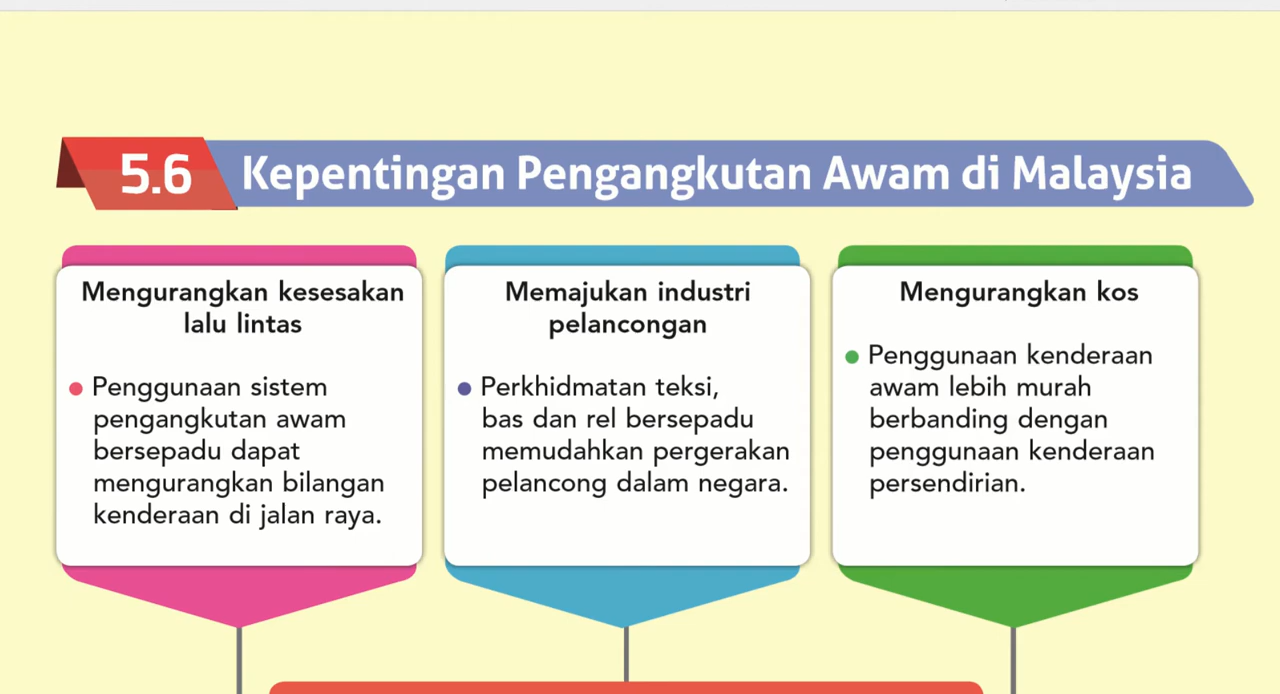 5.6 Kepentingan Pengangkutan Awam di Malaysia
Mengurangkan kesesakan
lalu lintas
• Penggunaan sistem
pengangkutan awam
bersepadu dapat
mengurangkan bilangan
kenderaan di jalan raya.
Memajukan industri
pelancongan
• Perkhidmatan teksi,
bas dan rel bersepadu
memudahkan pergerakan
pelancong dalam negara.
Mengurangkan kos
• Penggunaan kenderaan
awam lebih murah
berbanding dengan
penggunaan kenderaan
persendirian.